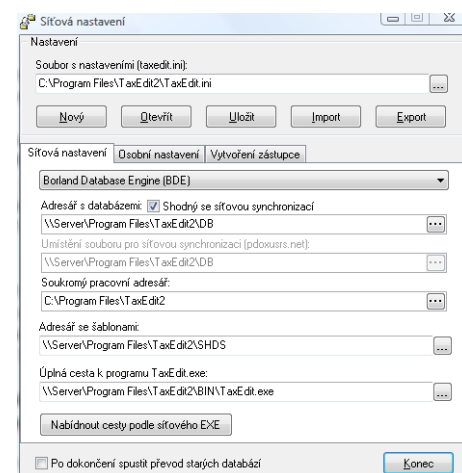 Síťová nastavení
Nastavení
Soubor s nastaveními (taxedit.ini):
C:\Program Files\TaxEdit2\TaxEdit.ini
...
Nový Otevřít Uložit Import Export
Síťová nastavení Osobní nastavení Vytvoření zástupce
Borland Database Engine (BDE)
Adresář s databázemi: Shodný se síťovou synchronizací
\\Server\Program Files\TaxEdit2\DB
...
Umístění souboru pro síťovou synchronizaci (pdoxusrs.net):
\\Server\Program Files\TaxEdit2\DB
...
Soukromý pracovní adresář:
C:\Program Files\TaxEdit2
...
Adresář se šablonami:
\\Server\Program Files\TaxEdit2\SHDS
...
Úplná cesta k programu TaxEdit.exe:
\\Server\Program Files\TaxEdit2\BIN\TaxEdit.exe
...
Nabídnout cesty podle síťového EXE
Po dokončení spustit převod starých databází
Konec